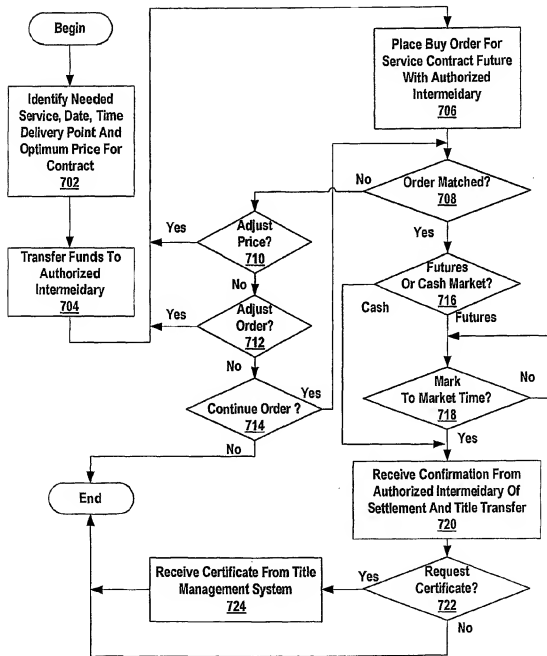 Begin
Identify Needed
Service, Date, Time
Delivery Point And
Optimum Price For
Contract
702
Transfer Funds To
Authorized
Intermeidary
704
Place Buy Order For
Service Contract Future
With Authorized
Intermeidary
706
Order Matched?
708
No
Yes
Adjust
Price?
710
Yes
No
Adjust
Order?
712
Yes
No
Continue Order ?
714
Yes
No
Futures
Or Cash Market?
716
Cash
Futures
Mark
To Market Time?
718
No
Yes
Receive Confirmation From
Authorized Intermeidary Of
Settlement And Title Transfer
720
Request
Certificate?
722
Yes
No
Receive Certificate From Title
Management System
724
End